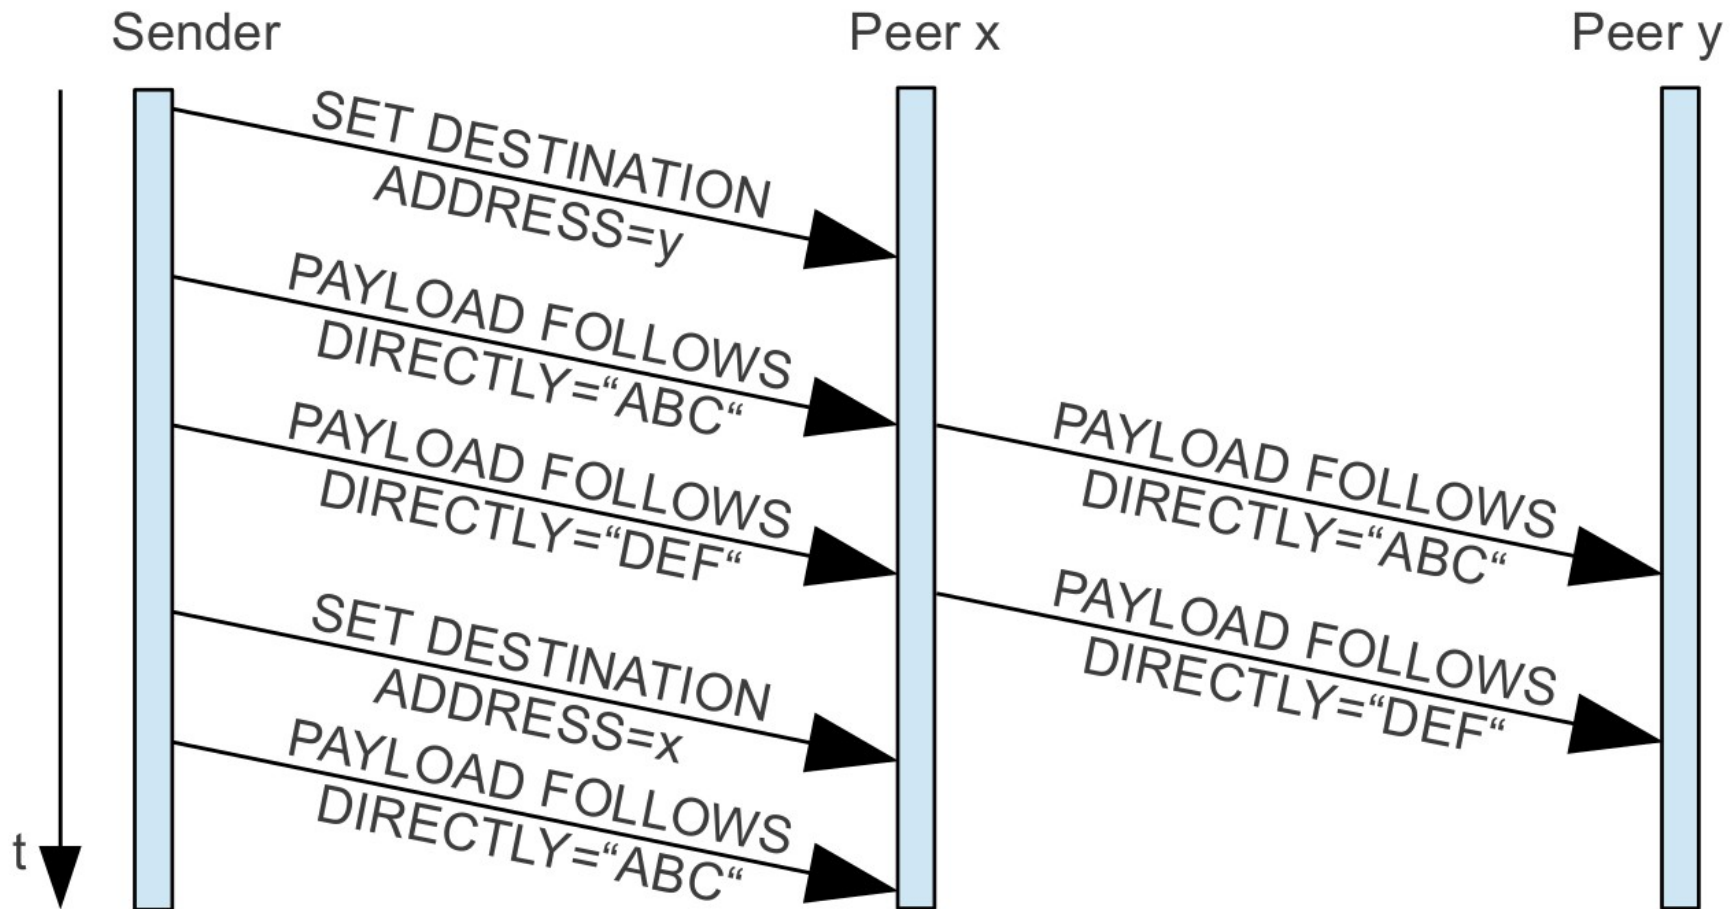 Sender
Peer x
Peer y
SET DESTINATION
ADDRESS=y
PAYLOAD FOLLOWS
DIRECTLY=“ABC“
PAYLOAD FOLLOWS
DIRECTLY=“DEF“
PAYLOAD FOLLOWS
DIRECTLY=“ABC“
SET DESTINATION
ADDRESS=x
PAYLOAD FOLLOWS
DIRECTLY=“DEF“
PAYLOAD FOLLOWS
DIRECTLY=“ABC“
t